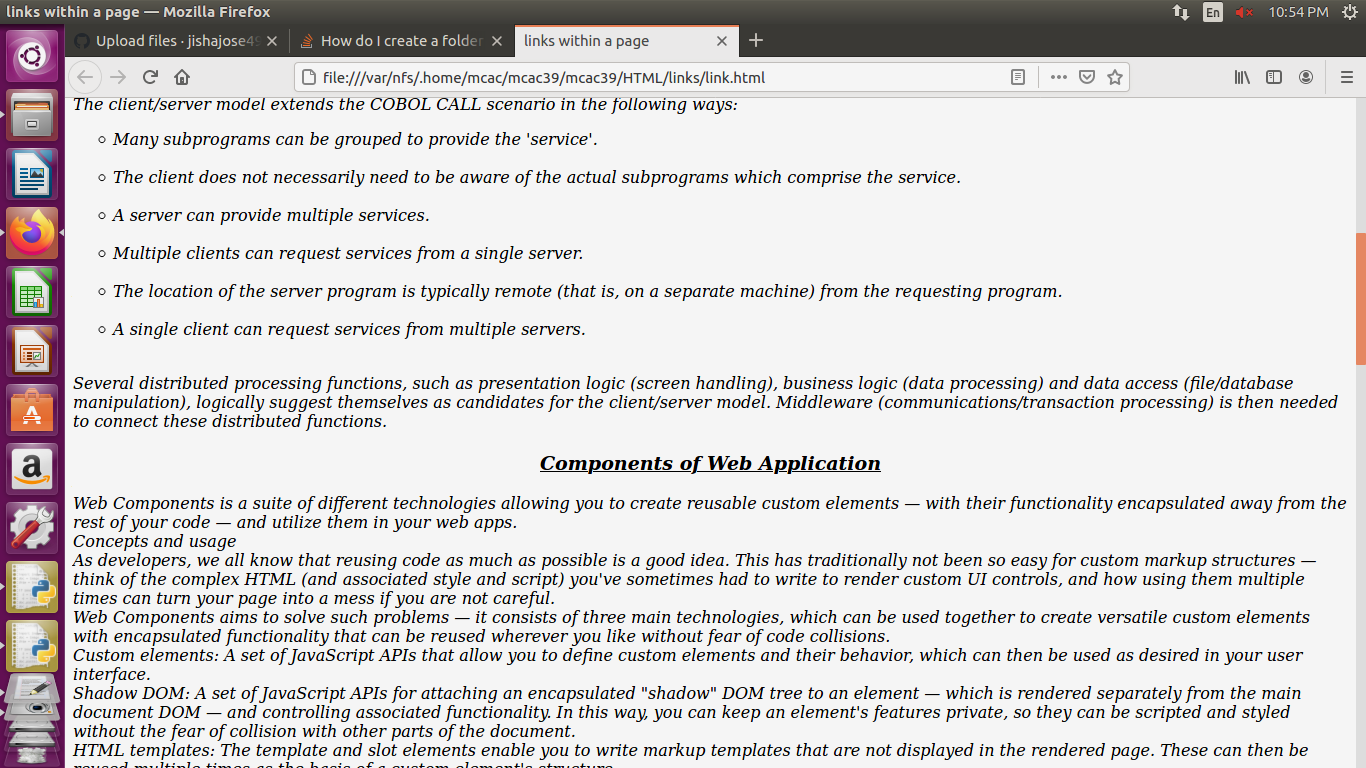 links within a page — Mozilla Firefox
En
10:54 PM
Upload files · jishajose49
How do I create a folder
links within a page
file:///var/nfs/.home/mcac/mcac39/mcac39/HTML/links/link.html
The client/server model extends the COBOL CALL scenario in the following ways:
Many subprograms can be grouped to provide the 'service'.
The client does not necessarily need to be aware of the actual subprograms which comprise the service.
A server can provide multiple services.
Multiple clients can request services from a single server.
The location of the server program is typically remote (that is, on a separate machine) from the requesting program.
A single client can request services from multiple servers.
Several distributed processing functions, such as presentation logic (screen handling), business logic (data processing) and data access (file/database
manipulation), logically suggest themselves as candidates for the client/server model. Middleware (communications/transaction processing) is then needed
to connect these distributed functions.
Components of Web Application
Web Components is a suite of different technologies allowing you to create reusable custom elements — with their functionality encapsulated away from the
rest of your code — and utilize them in your web apps.
Concepts and usage
As developers, we all know that reusing code as much as possible is a good idea. This has traditionally not been so easy for custom markup structures —
think of the complex HTML (and associated style and script) you've sometimes had to write to render custom UI controls, and how using them multiple
times can turn your page into a mess if you are not careful.
Web Components aims to solve such problems — it consists of three main technologies, which can be used together to create versatile custom elements
with encapsulated functionality that can be reused wherever you like without fear of code collisions.
Custom elements: A set of JavaScript APIs that allow you to define custom elements and their behavior, which can then be used as desired in your user
interface.
Shadow DOM: A set of JavaScript APIs for attaching an encapsulated "shadow" DOM tree to an element — which is rendered separately from the main
document DOM — and controlling associated functionality. In this way, you can keep an element's features private, so they can be scripted and styled
without the fear of collision with other parts of the document.
HTML templates: The template and slot elements enable you to write markup templates that are not displayed in the rendered page. These can then be
reused multiple times as the basis of a custom element's structure.